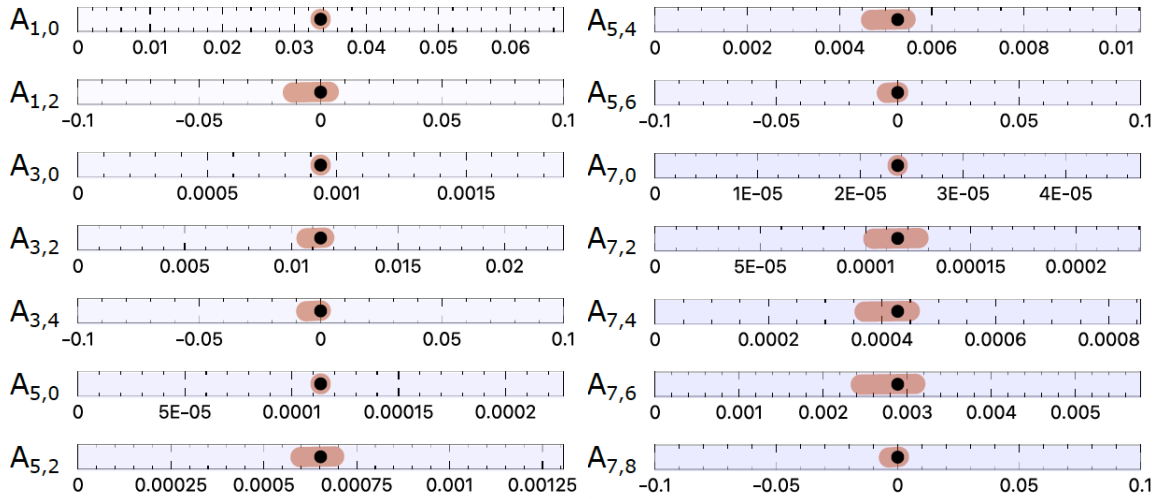 A1,0
0 0.01 0.02 0.03 0.04 0.05 0.06
A1,2
−0.1 −0.05 0 0.05 0.1
A3,0
0 0.0005 0.001 0.0015
A3,2
0 0.005 0.01 0.015 0.02
A3,4
−0.1 −0.05 0 0.05 0.1
A5,0
0 5E-05 0.0001 0.00015 0.0002
A5,2
0 0.00025 0.0005 0.00075 0.001 0.00125
A5,4
0 0.002 0.004 0.006 0.008 0.01
A5,6
−0.1 −0.05 0 0.05 0.1
A7,0
0 1E-05 2E-05 3E-05 4E-05
A7,2
0 5E-05 0.0001 0.00015 0.0002
A7,4
0 0.0002 0.0004 0.0006 0.0008
A7,6
0 0.001 0.002 0.003 0.004 0.005
A7,8
−0.1 −0.05 0 0.05 0.1